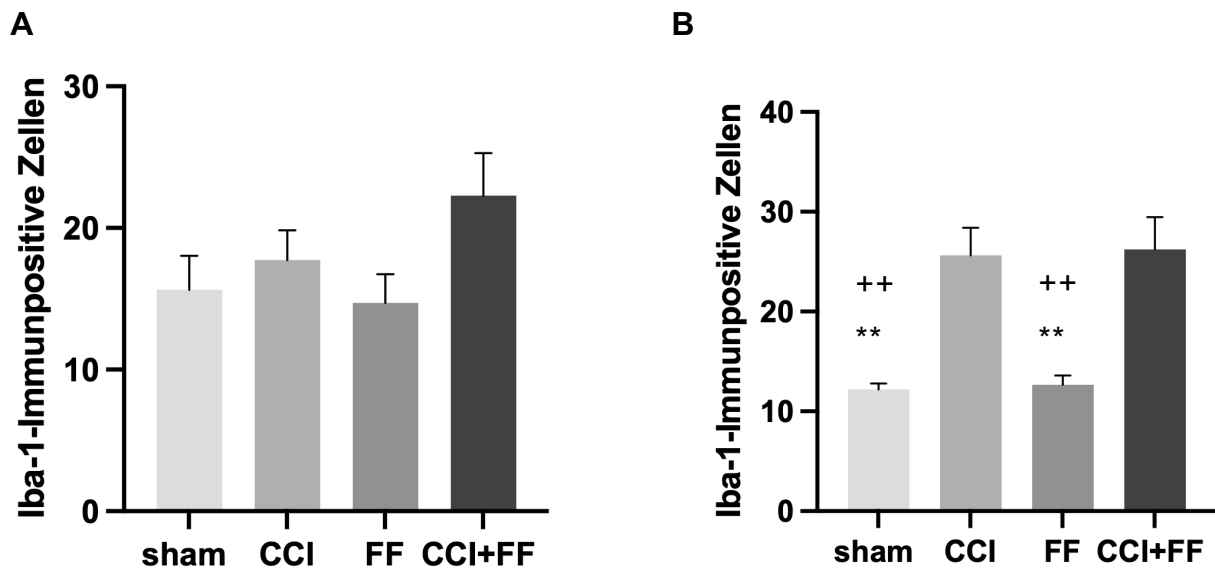 A
Iba-1-Immunpositive Zellen
30
20
10
0
sham CCI FF CCI+FF
B
Iba-1-Immunpositive Zellen
40
30
20
10
0
++ ++
** **
sham CCI FF CCI+FF